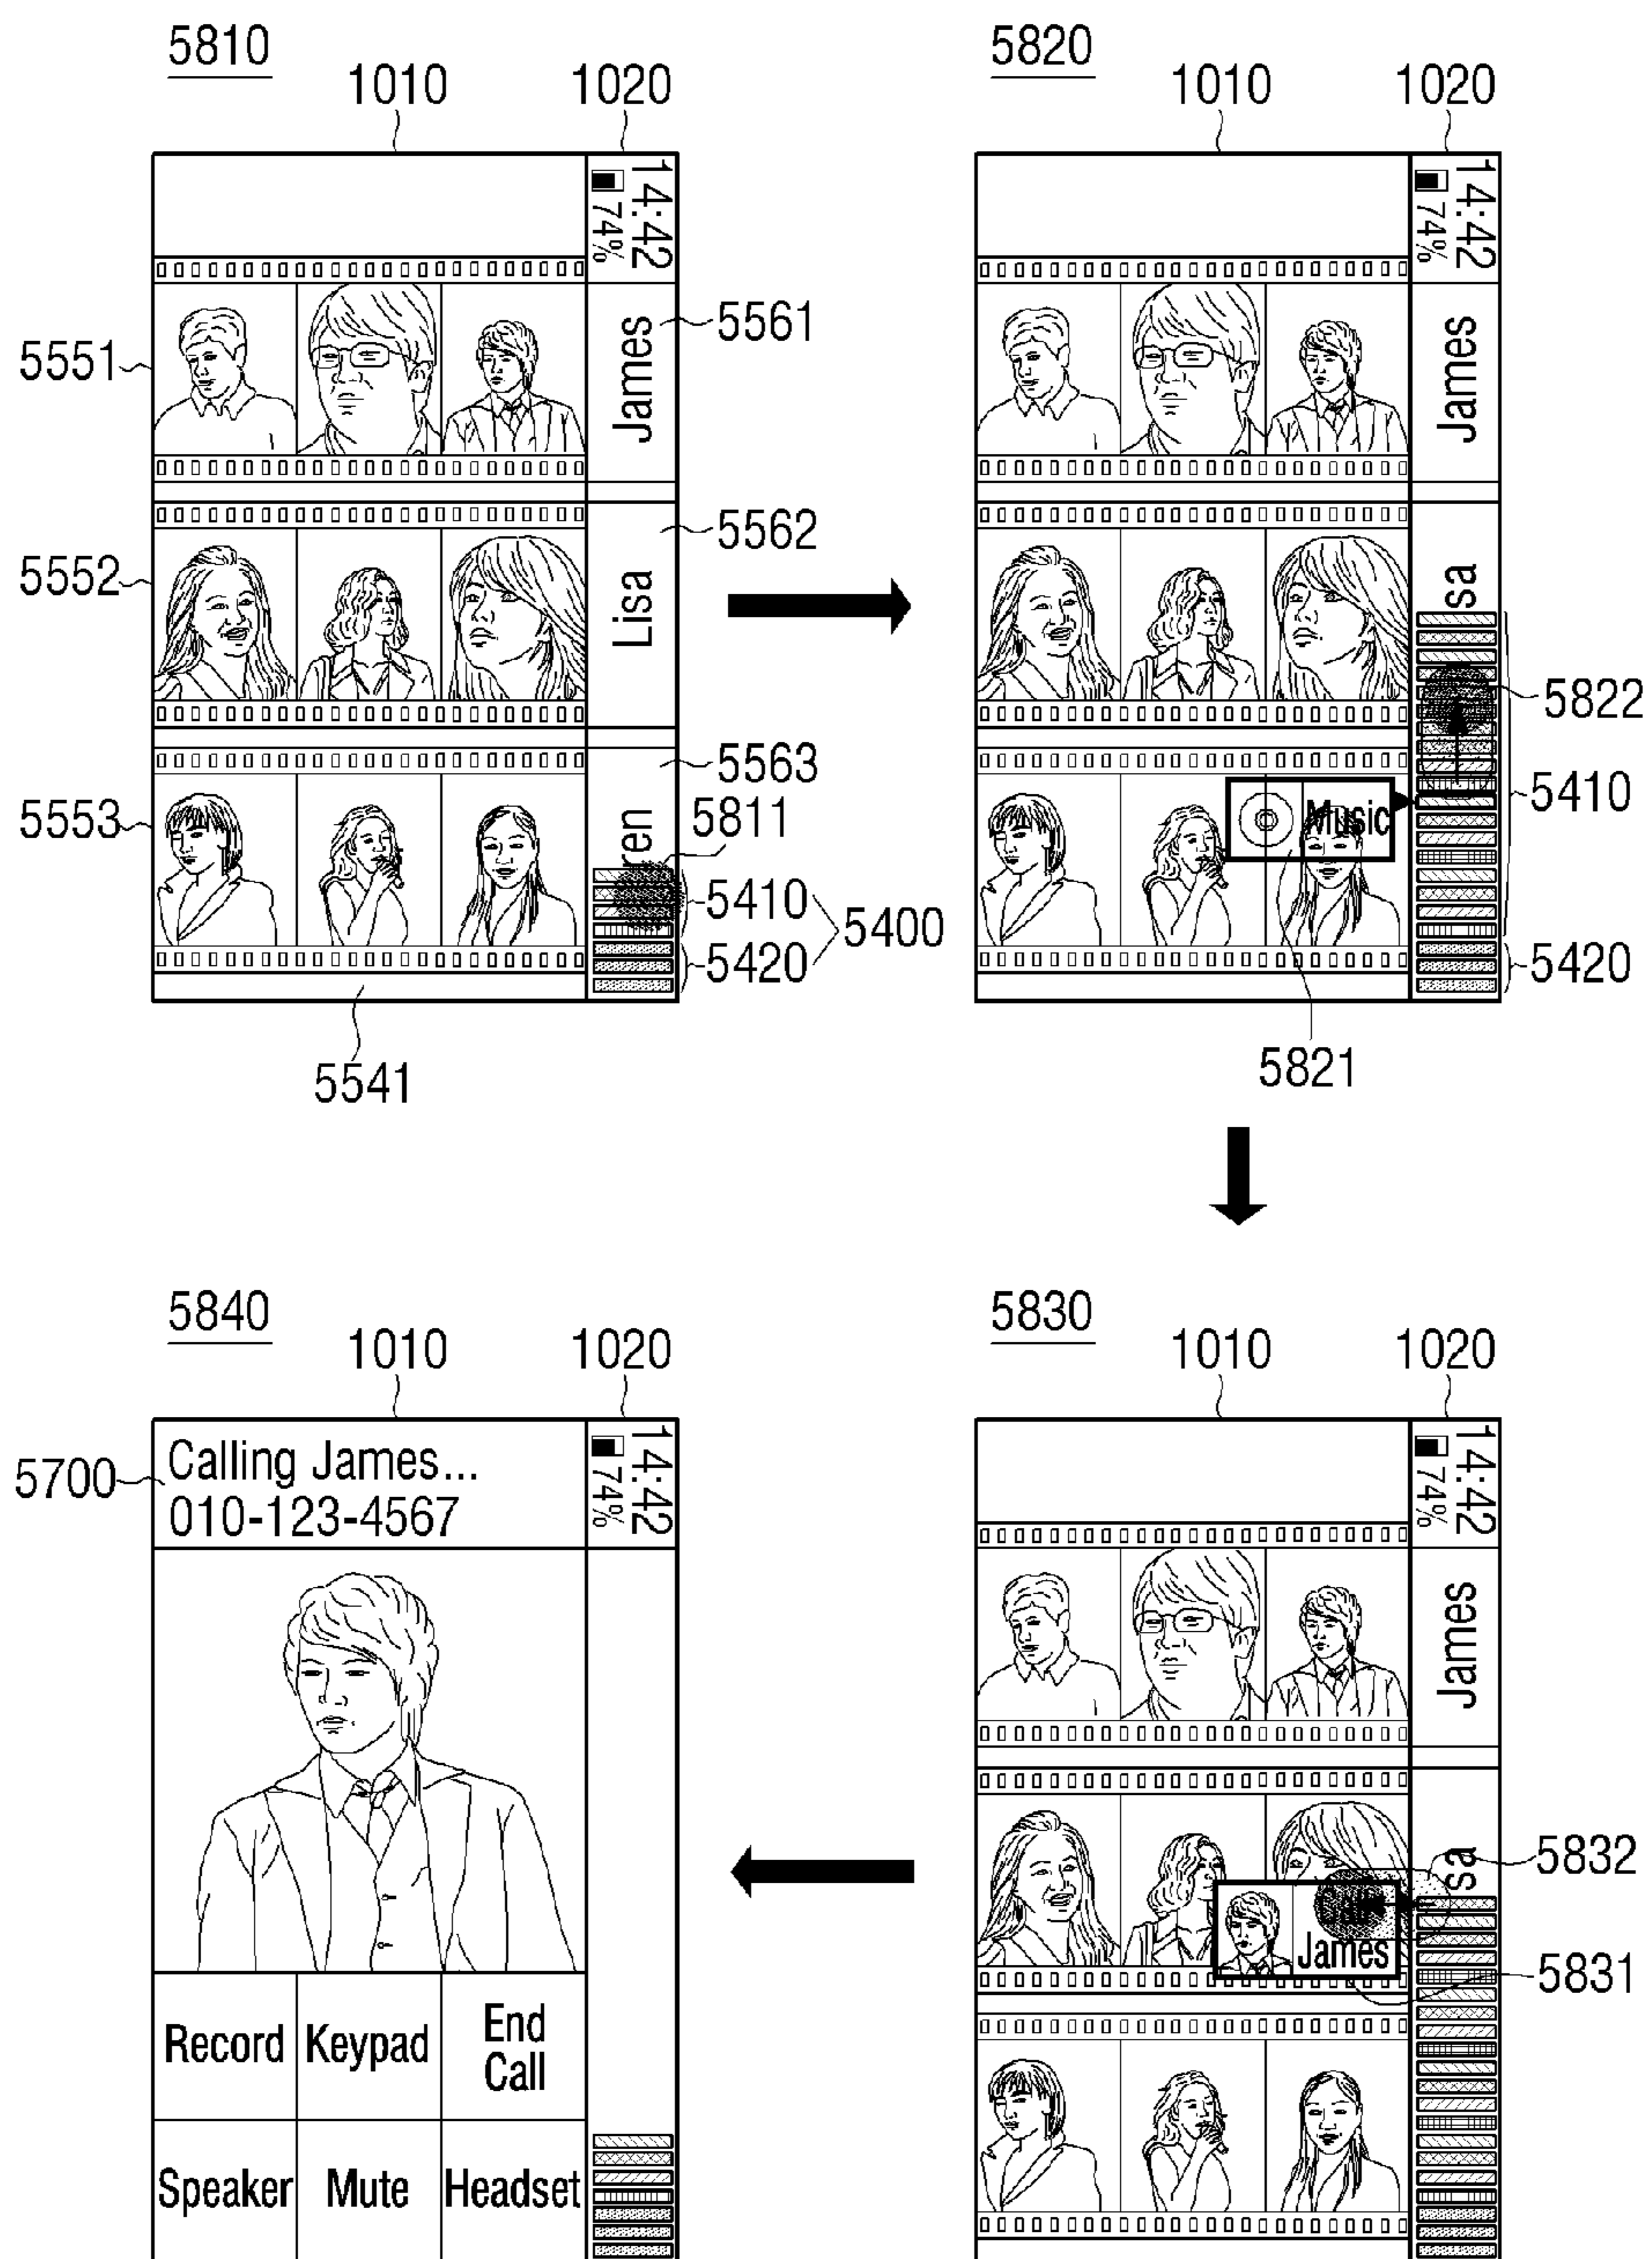 5810
1010
1020
14:42
74%
5551
James
5561
5552
Lisa
5562
5553
ren
5563
5811
5410
5420
5400
5541
5820
1010
1020
14:42
74%
James
sa
Music
5822
5410
5420
5821
5840
1010
1020
5700
Calling James...
010-123-4567
14:42
74%
Record
Keypad
End
Call
Speaker
Mute
Headset
5830
1010
1020
14:42
74%
James
sa
Call
James
5832
5831